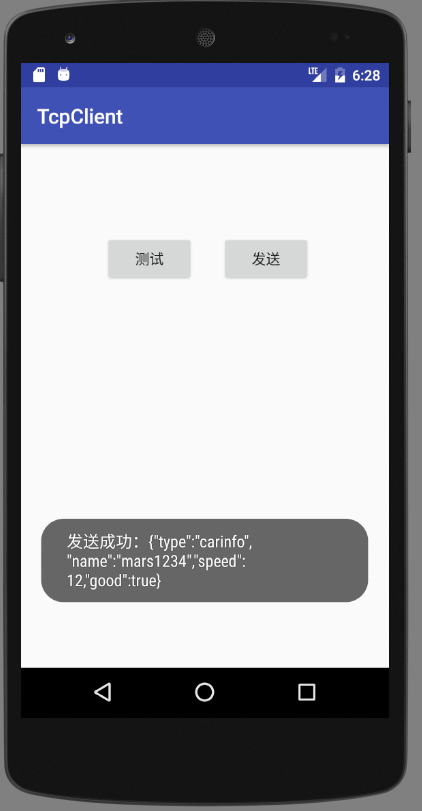 LTE 6:28
TcpClient
测试 发送
发送成功：{"type":"carinfo",
"name":"mars1234","speed":
12,"good":true}